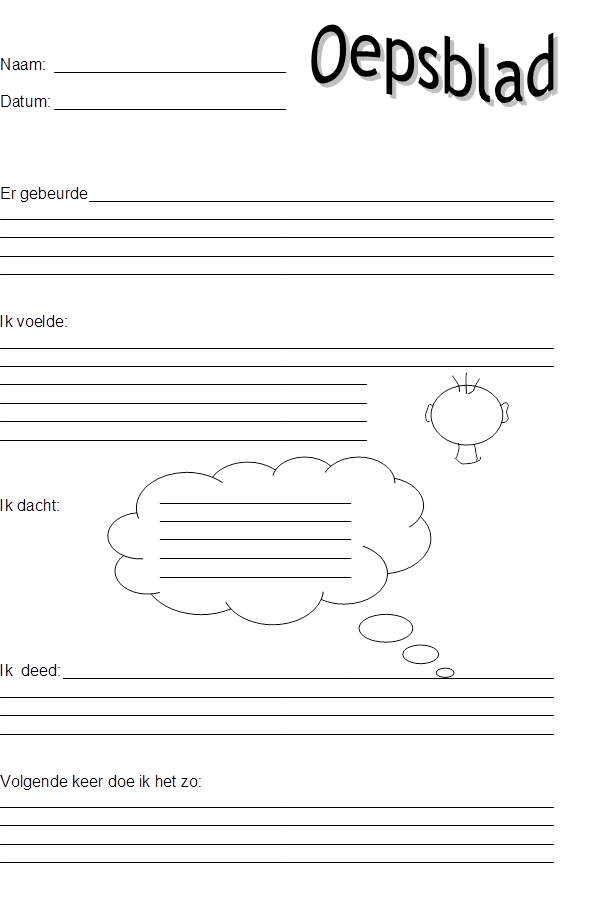 Oepsblad
Naam:
Datum:
Er gebeurde
Ik voelde:
Ik dacht:
Ik deed:
Volgende keer doe ik het zo: